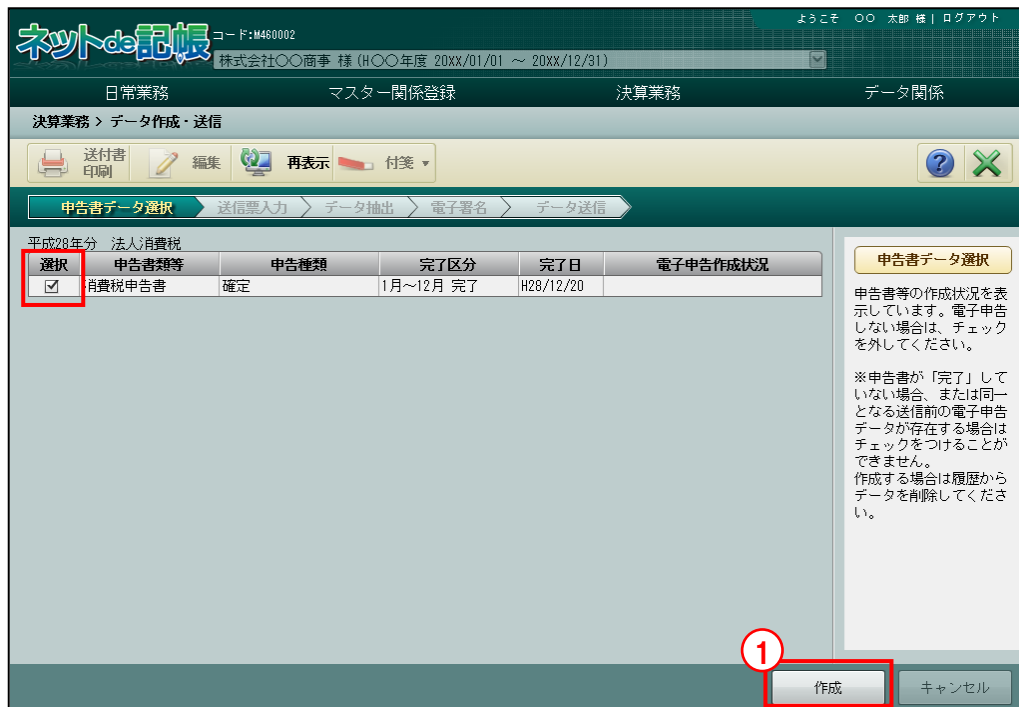 ようこそ ○○ 太郎 様 | ログアウト
ネットde記帳
コード:M460002
株式会社○○商事 様 (H○○年度 20XX/01/01 ~ 20XX/12/31)
日常業務 マスター関係登録 決算業務 データ関係
決算業務 > データ作成・送信
送付書印刷 編集 再表示 付箋 ▼
申告書データ選択 送信票入力 データ抽出 電子署名 データ送信
平成28年分 法人消費税
選択 申告書類等 申告種類 完了区分 完了日 電子申告作成状況
消費税申告書 確定 1月~12月 完了 H28/12/20
申告書データ選択
申告書等の作成状況を表
示しています。電子申告
しない場合は、チェック
を外してください。
※申告書が「完了」して
いない場合、または同一
となる送信前の電子申告
データが存在する場合は
チェックをつけることが
できません。
作成する場合は履歴から
データを削除してくださ
い。
1
作成 キャンセル